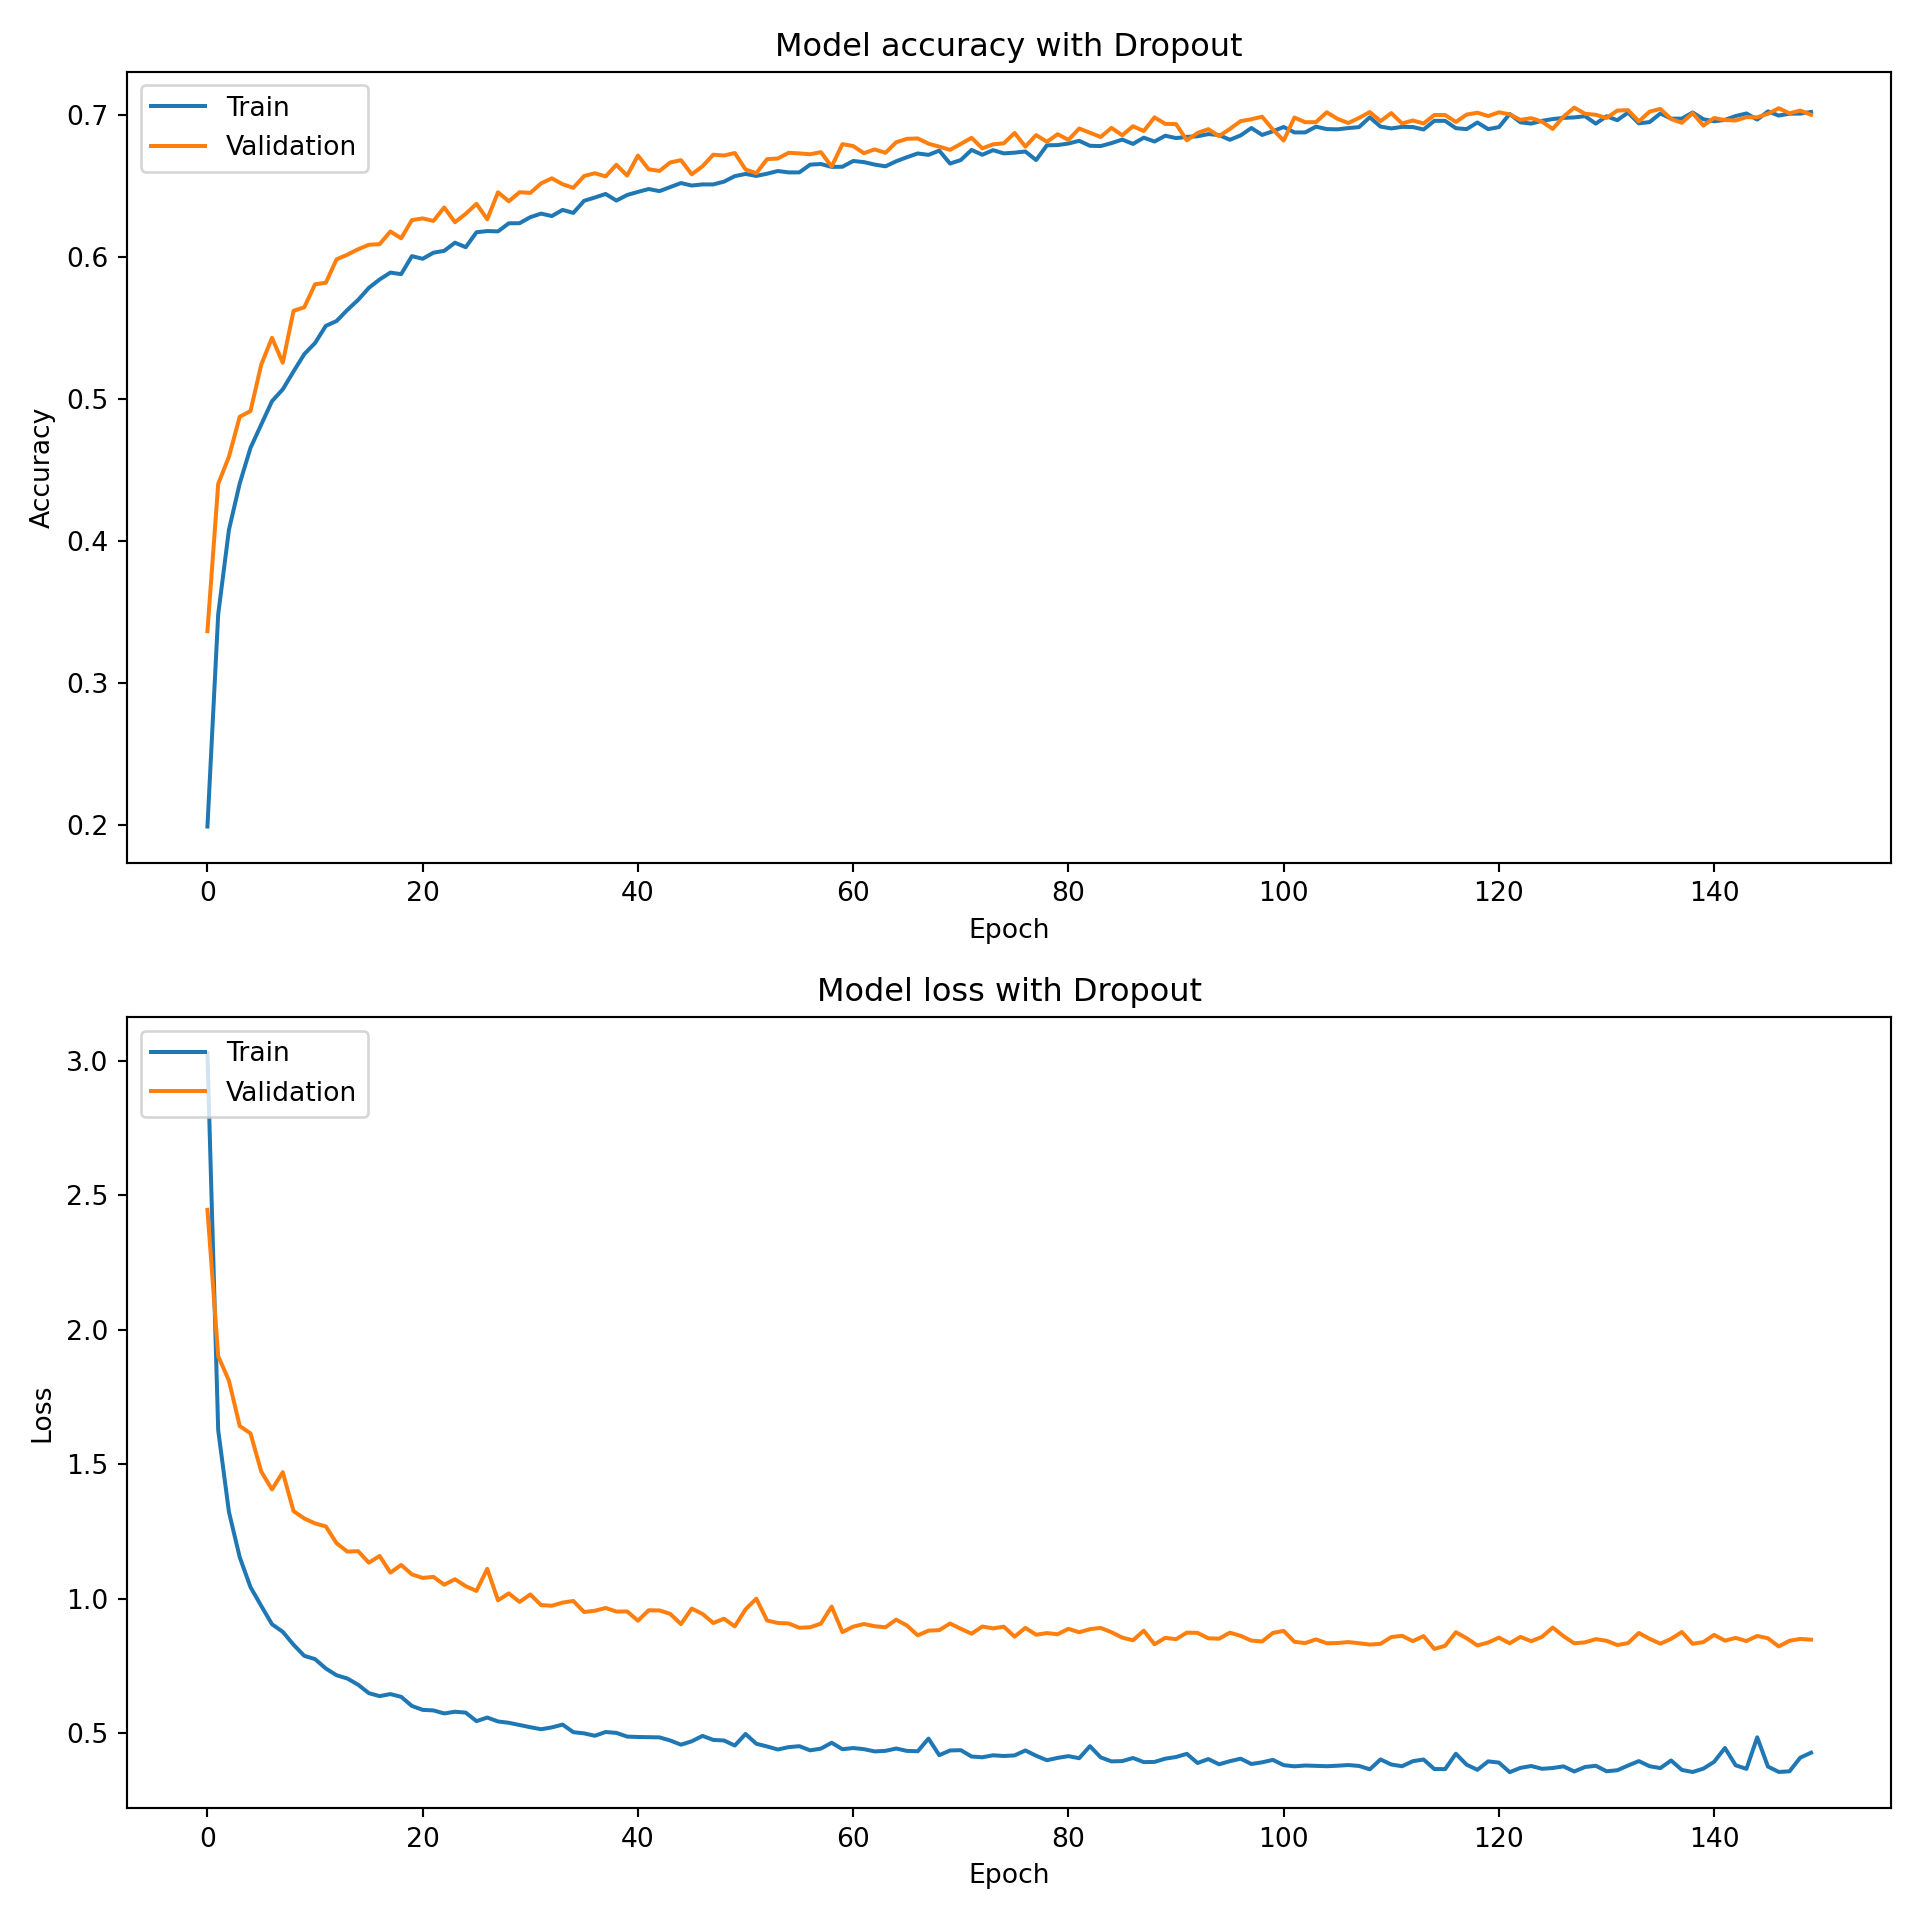 Model accuracy with Dropout
Train
Validation
0.7
0.6
0.5
0.4
0.3
0.2
Accuracy
0 20 40 60 80 100 120 140
Epoch
Model loss with Dropout
Train
Validation
3.0
2.5
2.0
1.5
1.0
0.5
Loss
0 20 40 60 80 100 120 140
Epoch